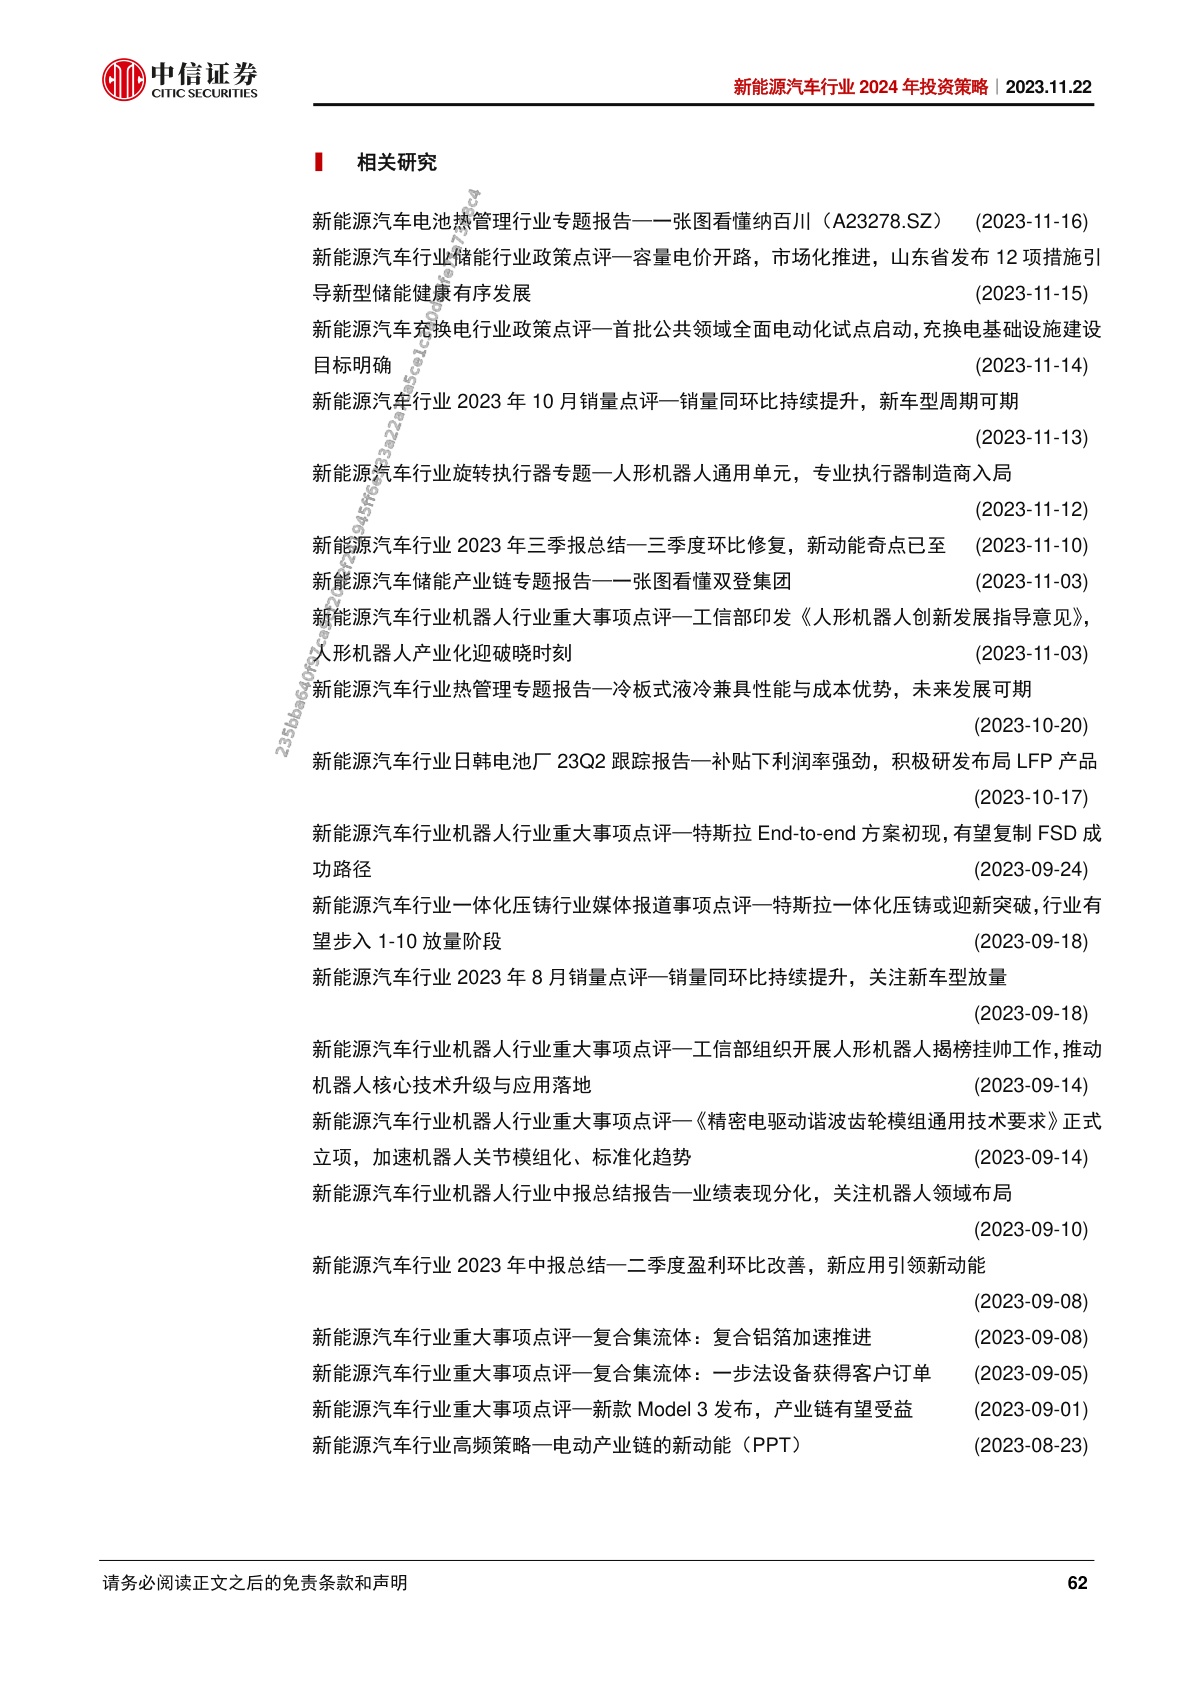 中信证券
CITIC SECURITIES
新能源汽车行业 2024 年投资策略｜2023.11.22
相关研究
新能源汽车电池热管理行业专题报告—一张图看懂纳百川（A23278.SZ） (2023-11-16)
新能源汽车行业储能行业政策点评—容量电价开路，市场化推进，山东省发布 12 项措施引
导新型储能健康有序发展 (2023-11-15)
新能源汽车充换电行业政策点评—首批公共领域全面电动化试点启动，充换电基础设施建设
目标明确 (2023-11-14)
新能源汽车行业 2023 年 10 月销量点评—销量同环比持续提升，新车型周期可期
(2023-11-13)
新能源汽车行业旋转执行器专题—人形机器人通用单元，专业执行器制造商入局
(2023-11-12)
新能源汽车行业 2023 年三季报总结—三季度环比修复，新动能奇点已至 (2023-11-10)
新能源汽车储能产业链专题报告—一张图看懂双登集团 (2023-11-03)
新能源汽车行业机器人行业重大事项点评—工信部印发《人形机器人创新发展指导意见》，
人形机器人产业化迎破晓时刻 (2023-11-03)
新能源汽车行业热管理专题报告—冷板式液冷兼具性能与成本优势，未来发展可期
(2023-10-20)
新能源汽车行业日韩电池厂 23Q2 跟踪报告—补贴下利润率强劲，积极研发布局 LFP 产品
(2023-10-17)
新能源汽车行业机器人行业重大事项点评—特斯拉 End-to-end 方案初现，有望复制 FSD 成
功路径 (2023-09-24)
新能源汽车行业一体化压铸行业媒体报道事项点评—特斯拉一体化压铸或迎新突破，行业有
望步入 1-10 放量阶段 (2023-09-18)
新能源汽车行业 2023 年 8 月销量点评—销量同环比持续提升，关注新车型放量
(2023-09-18)
新能源汽车行业机器人行业重大事项点评—工信部组织开展人形机器人揭榜挂帅工作，推动
机器人核心技术升级与应用落地 (2023-09-14)
新能源汽车行业机器人行业重大事项点评—《精密电驱动谐波齿轮模组通用技术要求》正式
立项，加速机器人关节模组化、标准化趋势 (2023-09-14)
新能源汽车行业机器人行业中报总结报告—业绩表现分化，关注机器人领域布局
(2023-09-10)
新能源汽车行业 2023 年中报总结—二季度盈利环比改善，新应用引领新动能
(2023-09-08)
新能源汽车行业重大事项点评—复合集流体：复合铝箔加速推进 (2023-09-08)
新能源汽车行业重大事项点评—复合集流体：一步法设备获得客户订单 (2023-09-05)
新能源汽车行业重大事项点评—新款 Model 3 发布，产业链有望受益 (2023-09-01)
新能源汽车行业高频策略—电动产业链的新动能（PPT） (2023-08-23)
请务必阅读正文之后的免责条款和声明 62